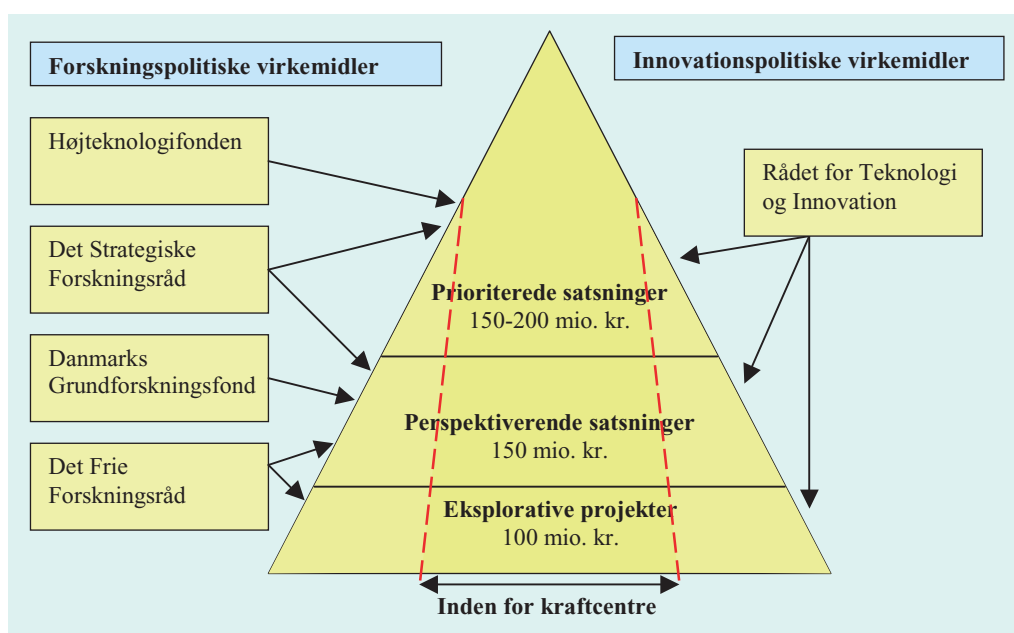 Forskningspolitiske virkemidler
Innovationspolitiske virkemidler
Højteknologifonden
Det Strategiske
Forskningsråd
Danmarks
Grundforskningsfond
Det Frie
Forskningsråd
Rådet for Teknologi
og Innovation
Prioriterede satsninger
150-200 mio. kr.
Perspektiverende satsninger
150 mio. kr.
Eksplorative projekter
100 mio. kr.
Inden for kraftcentre